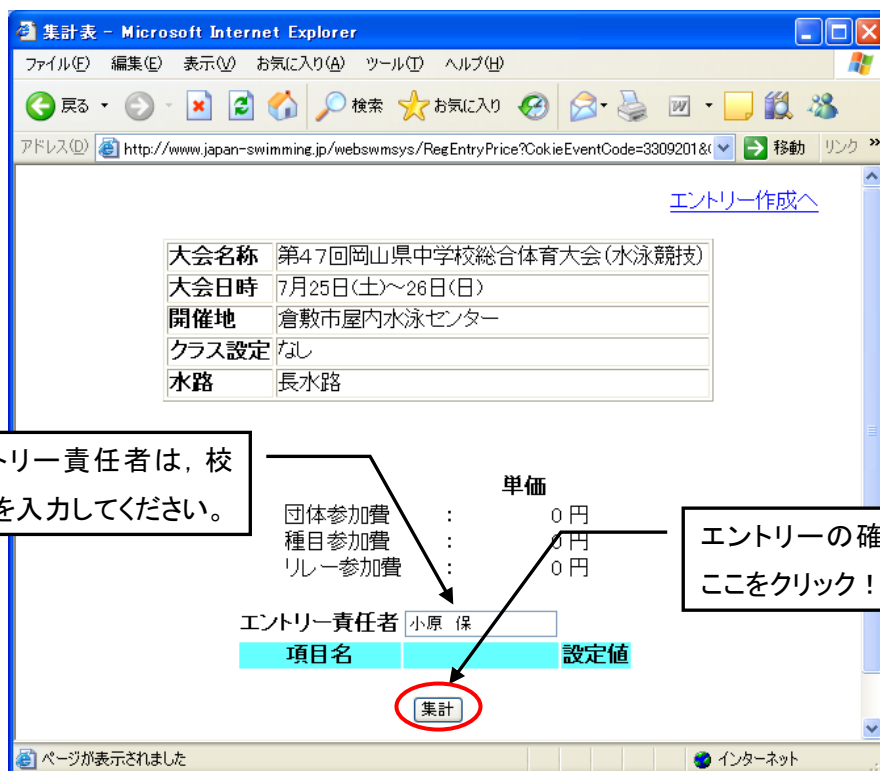 集計表 - Microsoft Internet Explorer
ファイル(F) 編集(E) 表示(V) お気に入り(A) ツール(T) ヘルプ(H)
戻る 検索 お気に入り
アドレス(D) http://www.japan-swimming.jp/webswmsys/RegEntryPrice?CokieEventCode=3309201&( 移動 リンク »
エントリー作成へ
大会名称 第47回岡山県中学校総合体育大会(水泳競技)
大会日時 7月25日(土)~26日(日)
開催地 倉敷市屋内水泳センター
クラス設定 なし
水路 長水路
トリー責任者は，校
を入力してください。
単価
団体参加費 : 0 円
種目参加費 : 0 円
リレー参加費 : 0 円
エントリーの確
ここをクリック！
エントリー責任者 小原 保
項目名 設定値
集計
ページが表示されました インターネット